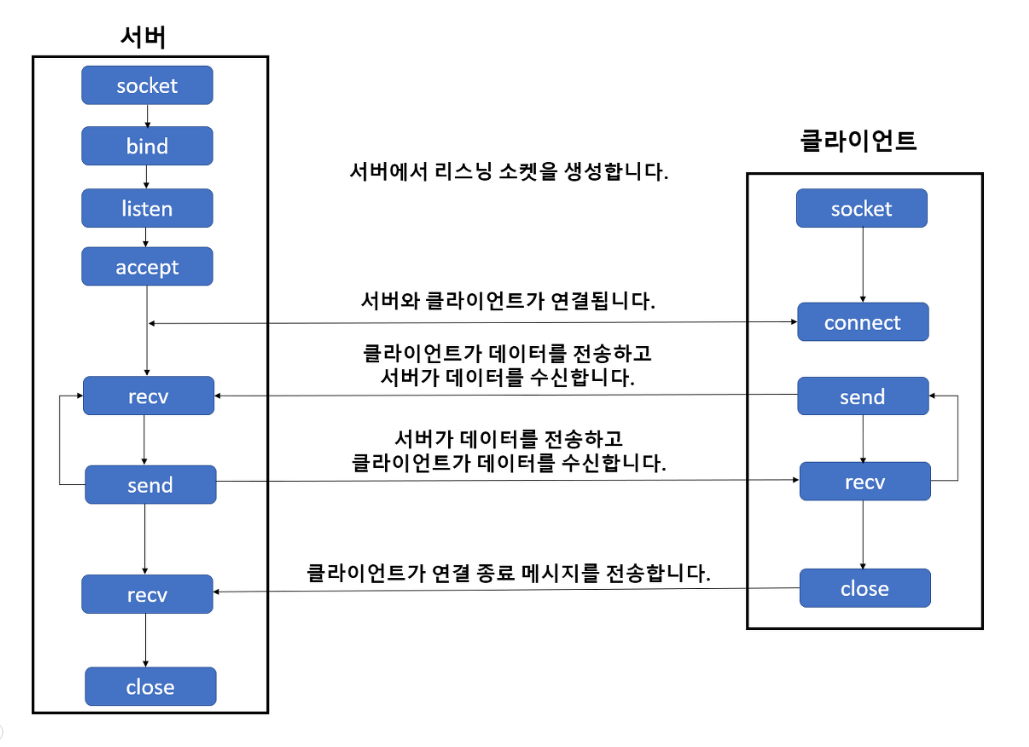 서버
socket
bind
listen
accept
recv
send
recv
close
서버에서 리스닝 소켓을 생성합니다.
서버와 클라이언트가 연결됩니다.
클라이언트가 데이터를 전송하고
서버가 데이터를 수신합니다.
서버가 데이터를 전송하고
클라이언트가 데이터를 수신합니다.
클라이언트가 연결 종료 메시지를 전송합니다.
클라이언트
socket
connect
send
recv
close